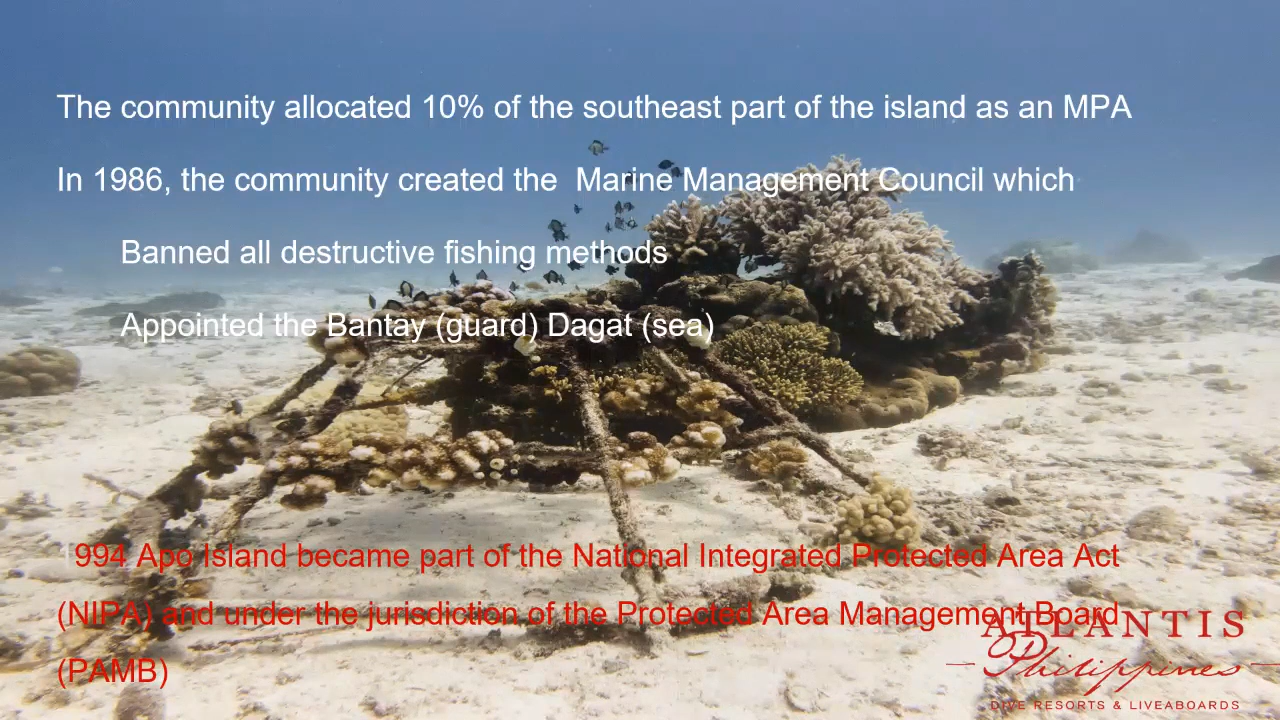 The community allocated 10% of the southeast part of the island as an MPA
In 1986, the community created the  Marine Management Council which
Banned all destructive fishing methods
Appointed the Bantay (guard) Dagat (sea)
1994 Apo Island became part of the National Integrated Protected Area Act
(NIPA) and under the jurisdiction of the Protected Area Management Board
(PAMB)
ATLANTIS
Philippines
DIVE RESORTS & LIVEABOARDS